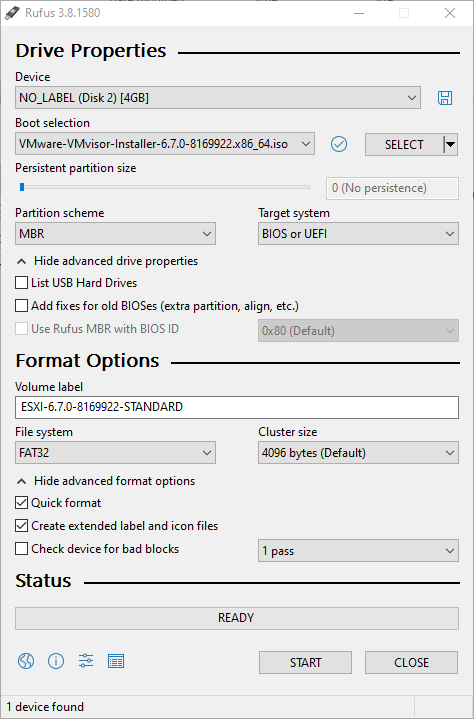 Rufus 3.8.1580
Drive Properties
Device
NO_LABEL (Disk 2) [4GB]
Boot selection
VMware-VMvisor-Installer-6.7.0-8169922.x86_64.iso
SELECT
Persistent partition size
0 (No persistence)
Partition scheme
Target system
MBR
BIOS or UEFI
Hide advanced drive properties
List USB Hard Drives
Add fixes for old BIOSes (extra partition, align, etc.)
Use Rufus MBR with BIOS ID
0x80 (Default)
Format Options
Volume label
ESXI-6.7.0-8169922-STANDARD
File system
Cluster size
FAT32
4096 bytes (Default)
Hide advanced format options
Quick format
Create extended label and icon files
Check device for bad blocks
1 pass
Status
READY
START
CLOSE
1 device found